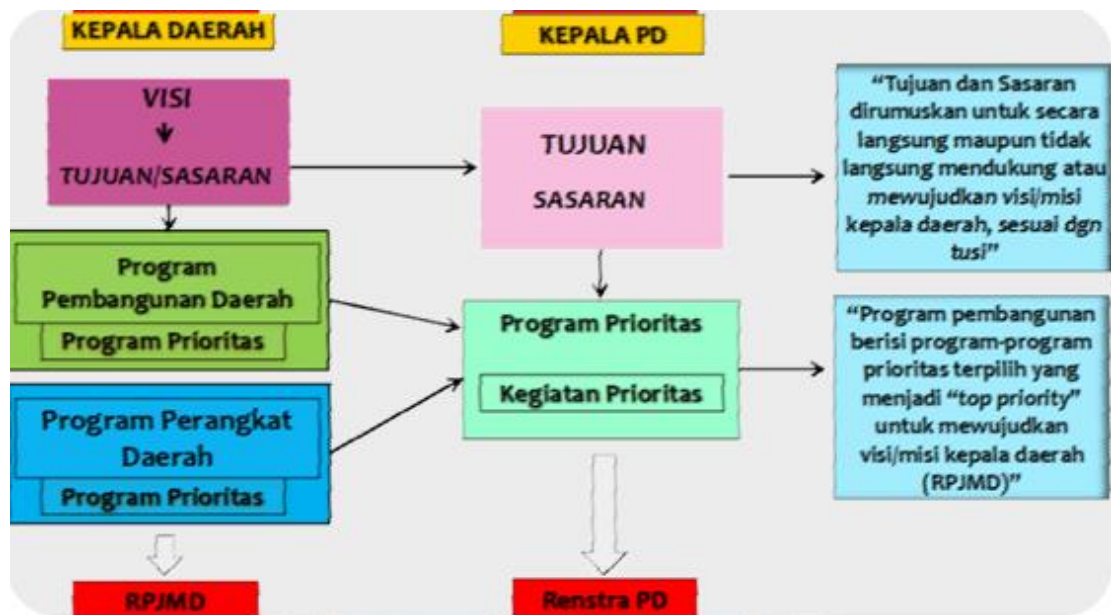 KEPALA DAERAH
KEPALA PD
VISI
TUJUAN/SASARAN
TUJUAN
SASARAN
“Tujuan dan Sasaran
dirumuskan untuk secara
langsung maupun tidak
langsung mendukung atau
mewujudkan visi/misi
kepala daerah, sesuai dgn
tusi”
Program
Pembangunan Daerah
Program Prioritas
Program Prioritas
Kegiatan Prioritas
“Program pembangunan
berisi program-program
prioritas terpilih yang
menjadi “top priority”
untuk mewujudkan
visi/misi kepala daerah
(RPJMD)”
Program Perangkat
Daerah
Program Prioritas
RPJMD
Renstra PD